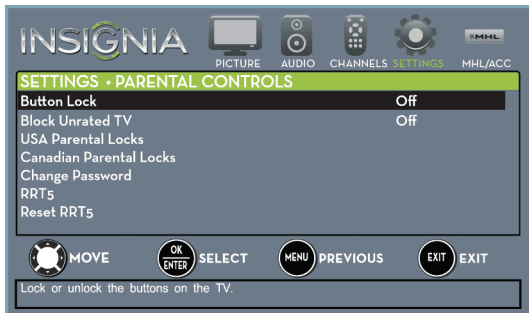 INSIGNIA
PICTURE AUDIO CHANNELS SETTINGS MHL/ACC
MHL
SETTINGS • PARENTAL CONTROLS
Button Lock Off
Block Unrated TV Off
USA Parental Locks
Canadian Parental Locks
Change Password
RRT5
Reset RRT5
MOVE OK ENTER SELECT MENU PREVIOUS EXIT EXIT
Lock or unlock the buttons on the TV.